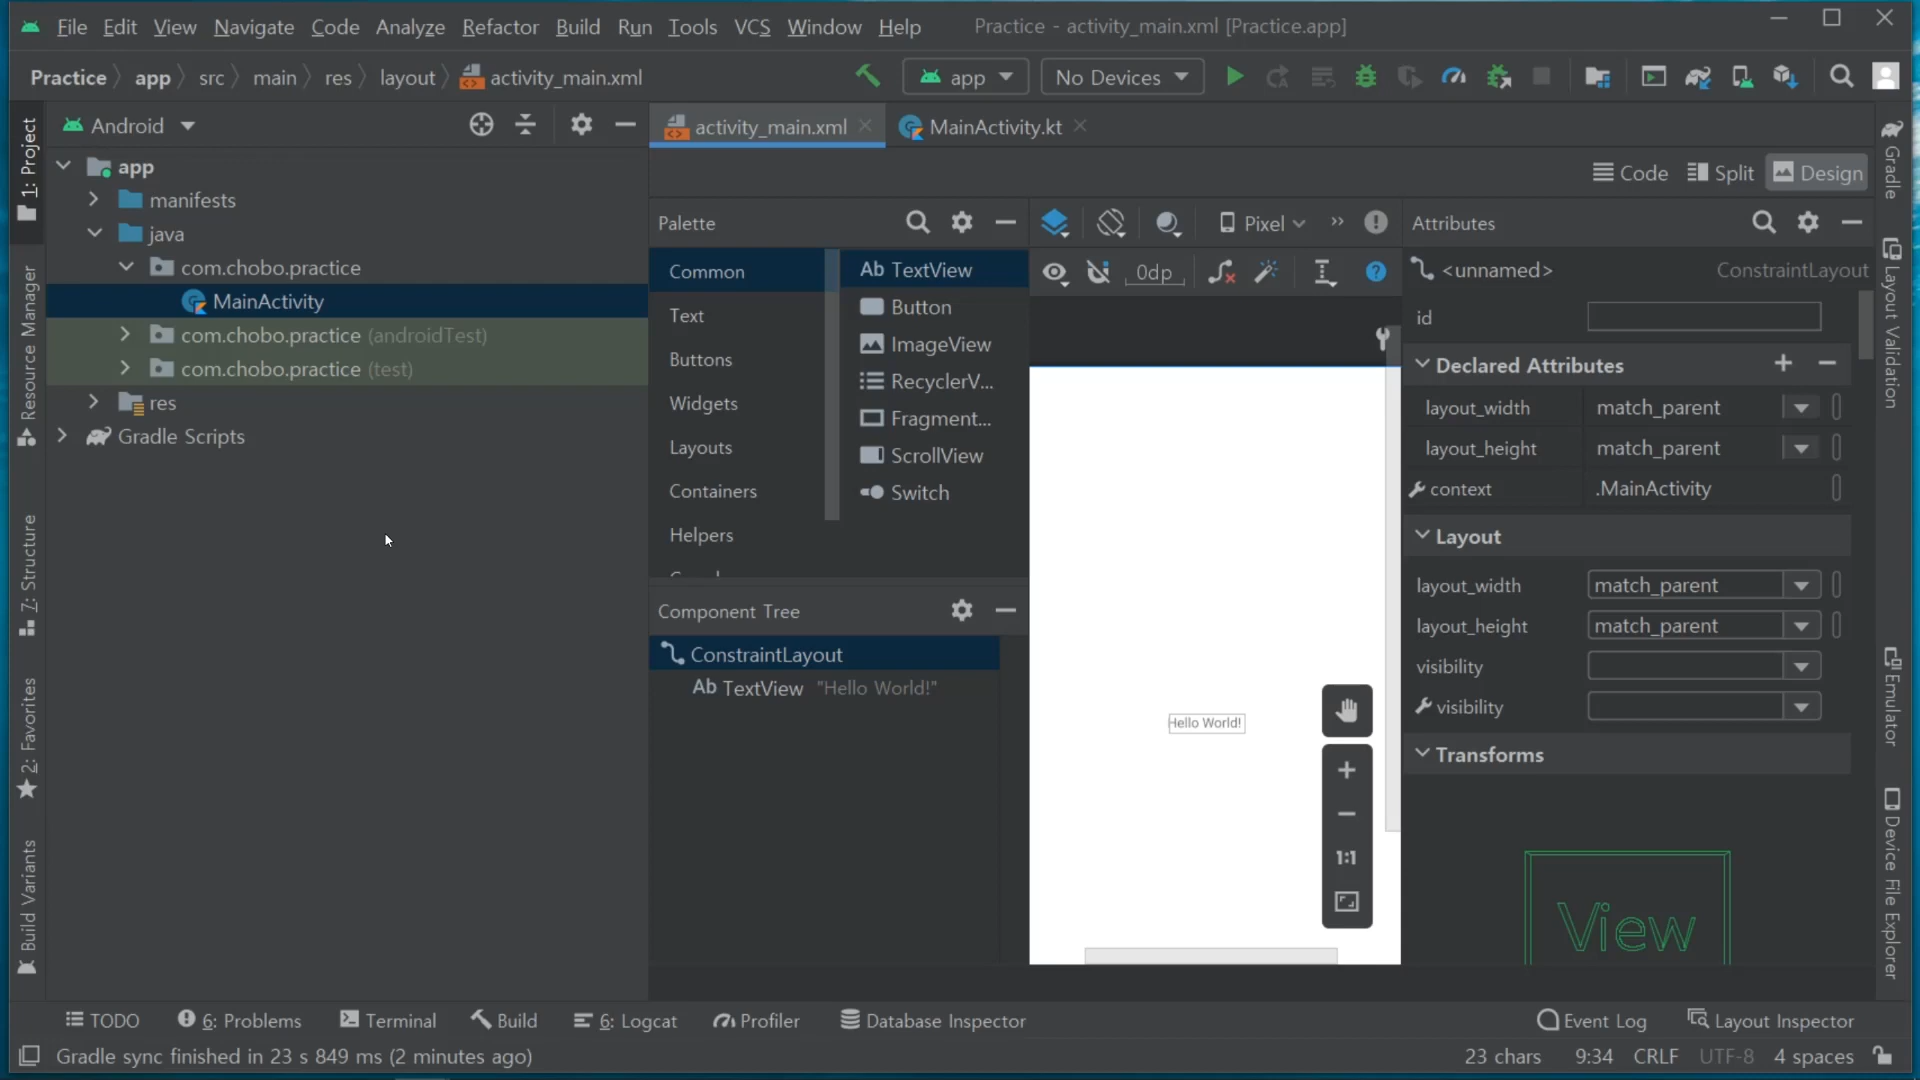 File Edit View Navigate Code Analyze Refactor Build Run Tools VCS Window Help Practice - activity_main.xml [Practice.app]
Practice app src main res layout activity_main.xml app No Devices
Android
activity_main.xml MainActivity.kt
Code Split Design
1: Project
Resource Manager
7: Structure
2: Favorites
Build Variants
app
manifests
java
com.chobo.practice
MainActivity
com.chobo.practice (androidTest)
com.chobo.practice (test)
res
Gradle Scripts
Palette
Common
Text
Buttons
Widgets
Layouts
Containers
Helpers
Ab TextView
Button
ImageView
RecyclerV...
Fragment...
ScrollView
Switch
Component Tree
ConstraintLayout
Ab TextView "Hello World!"
Pixel
0dp
Hello World!
1:1
Attributes
<unnamed> ConstraintLayout
id
Declared Attributes
layout_width match_parent
layout_height match_parent
context .MainActivity
Layout
layout_width match_parent
layout_height match_parent
visibility
visibility
Transforms
View
Gradle
Layout Validation
Emulator
Device File Explorer
TODO 6: Problems Terminal Build 6: Logcat Profiler Database Inspector Event Log Layout Inspector
Gradle sync finished in 23 s 849 ms (2 minutes ago) 23 chars 9:34 CRLF UTF-8 4 spaces